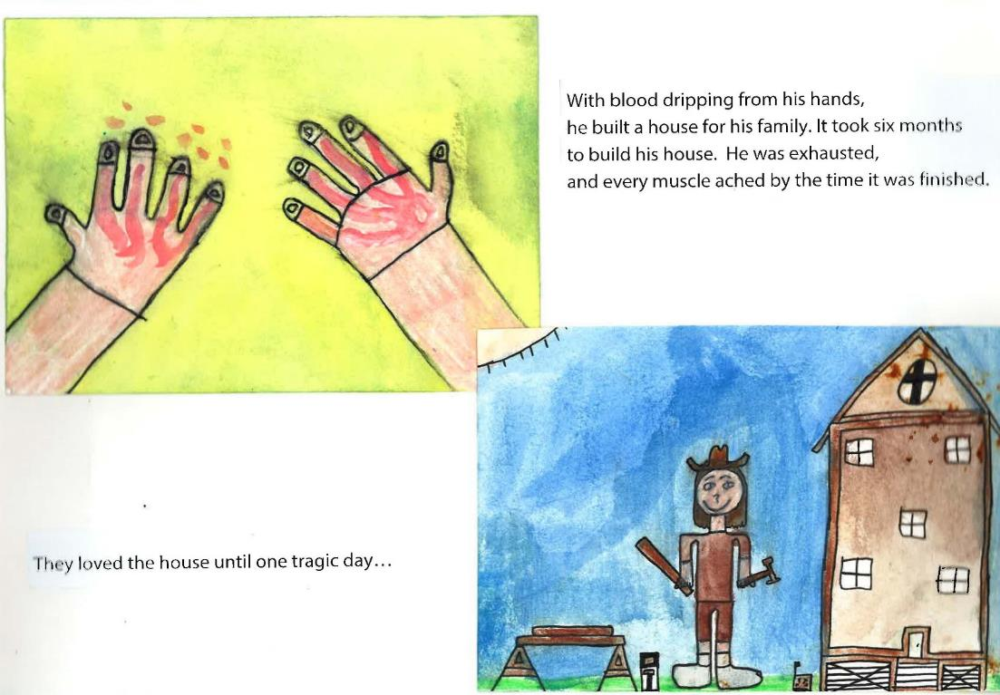 With blood dripping from his hands,
he built a house for his family. It took six months
to build his house.  He was exhausted,
and every muscle ached by the time it was finished.
They loved the house until one tragic day…